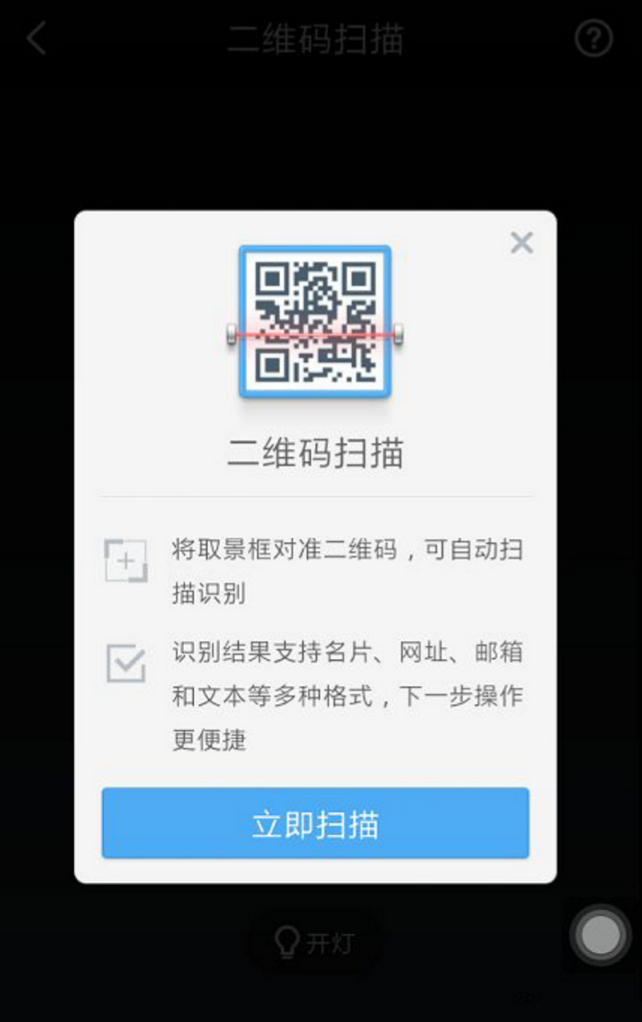 二维码扫描
二维码扫描
将取景框对准二维码，可自动扫
描识别
识别结果支持名片、网址、邮箱
和文本等多种格式，下一步操作
更便捷
立即扫描
开灯